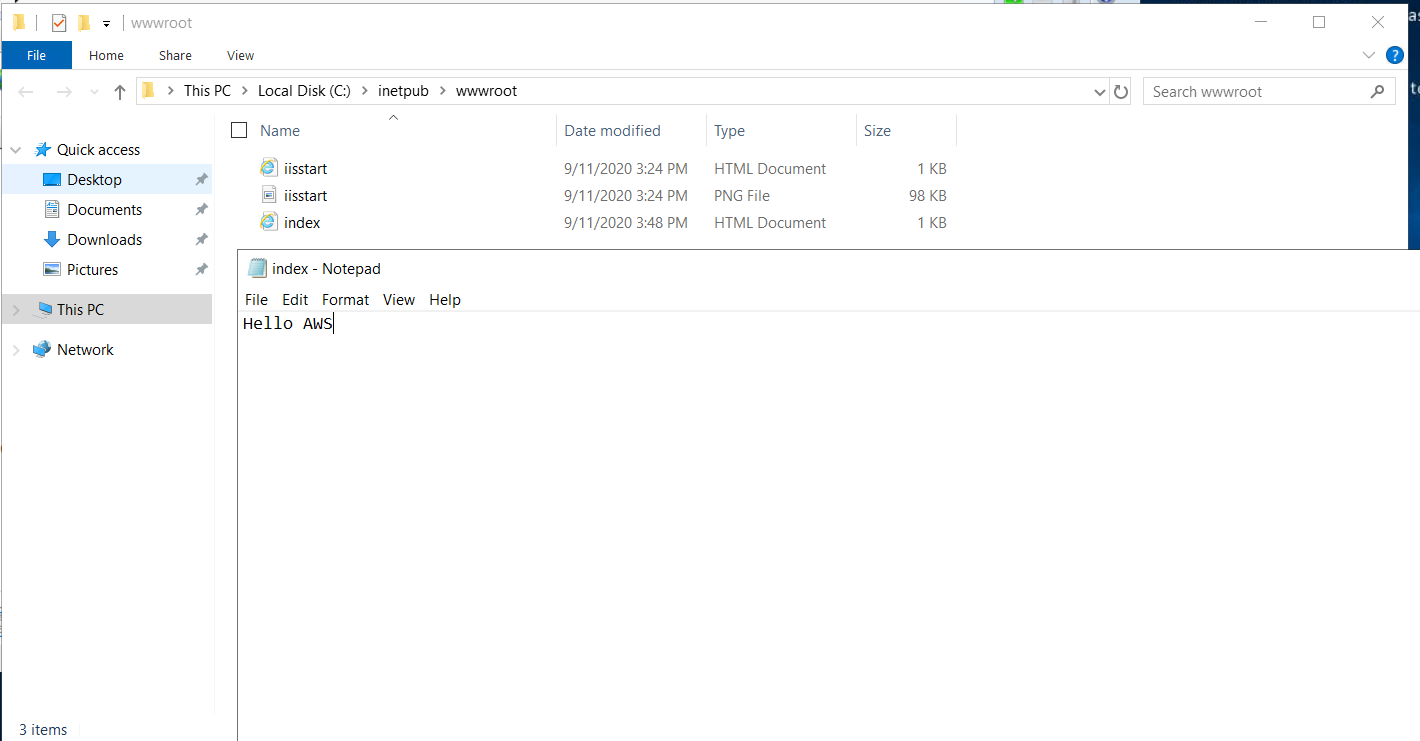 wwwroot
File Home Share View
This PC Local Disk (C:) inetpub wwwroot Search wwwroot
Name Date modified Type Size
Quick access
Desktop
Documents
Downloads
Pictures
This PC
Network
iisstart 9/11/2020 3:24 PM HTML Document 1 KB
iisstart 9/11/2020 3:24 PM PNG File 98 KB
index 9/11/2020 3:48 PM HTML Document 1 KB
index - Notepad
File Edit Format View Help
Hello AWS
3 items